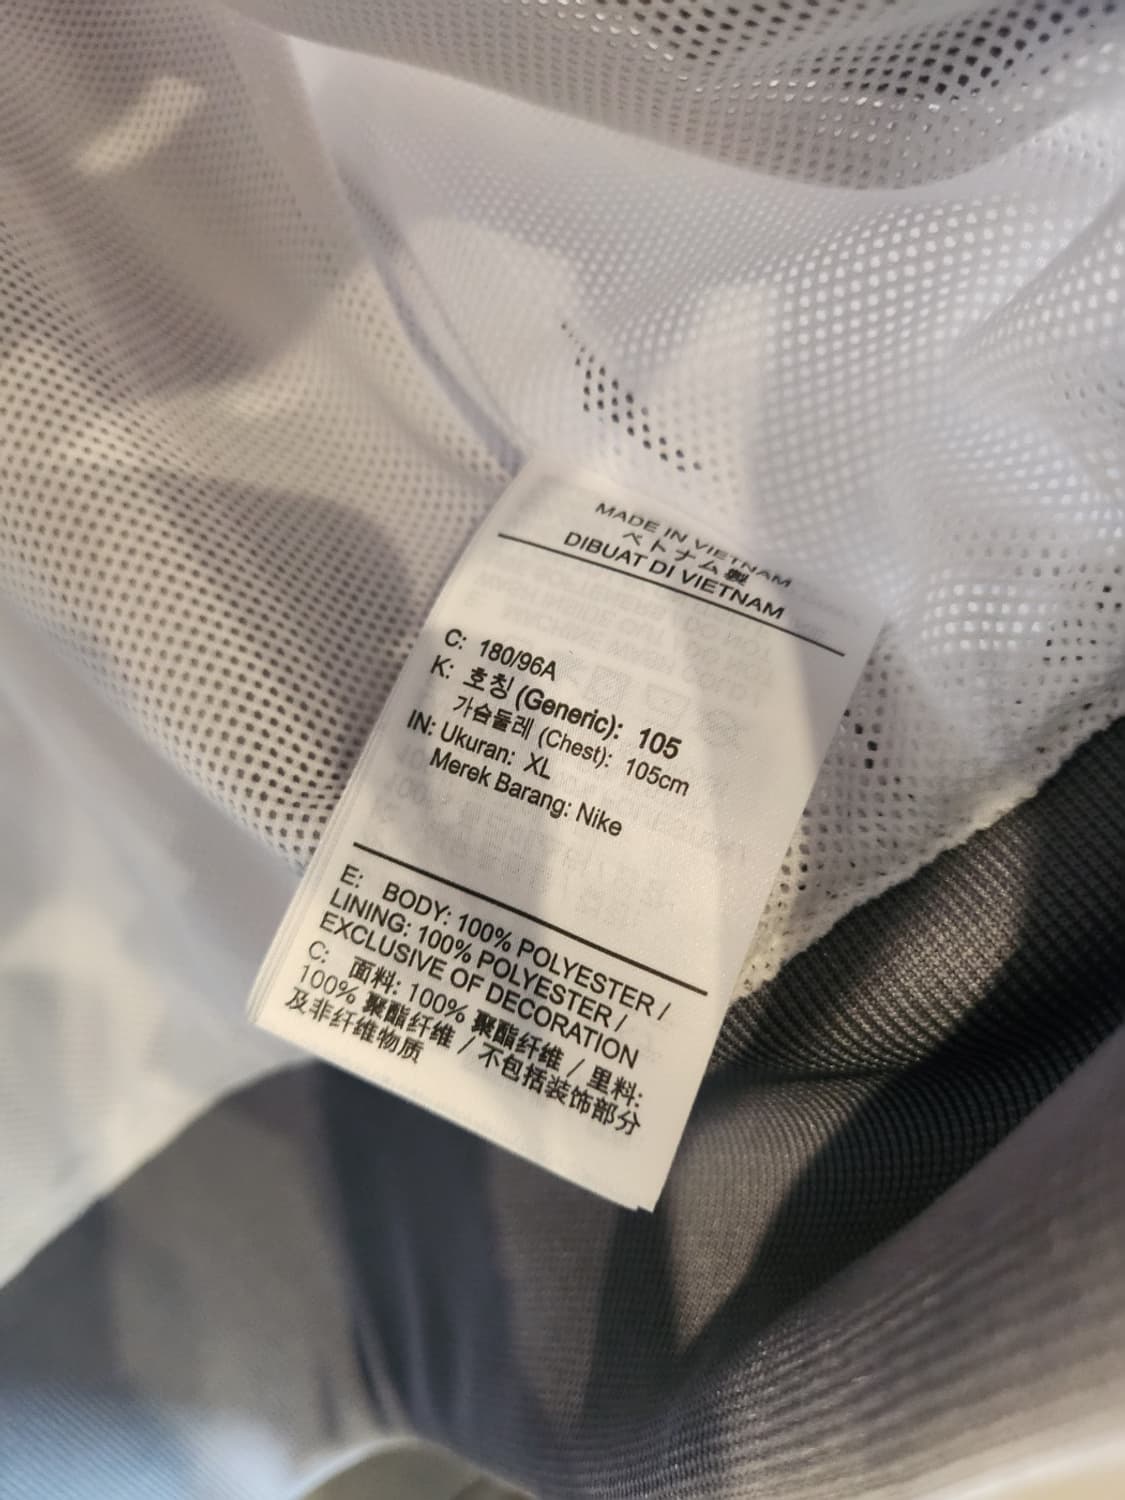 MADE IN VIETNAM
ベトナム製
DIBUAT DI VIETNAM
C: 180/96A
K: 호칭 (Generic): 105
가슴둘레 (Chest): 105cm
IN: Ukuran: XL
Merek Barang: Nike
E: BODY: 100% POLYESTER /
LINING: 100% POLYESTER /
EXCLUSIVE OF DECORATION
C: 面料: 100% 聚酯纤维 / 里料:
100% 聚酯纤维 / 不包括装饰部分
及非纤维物质